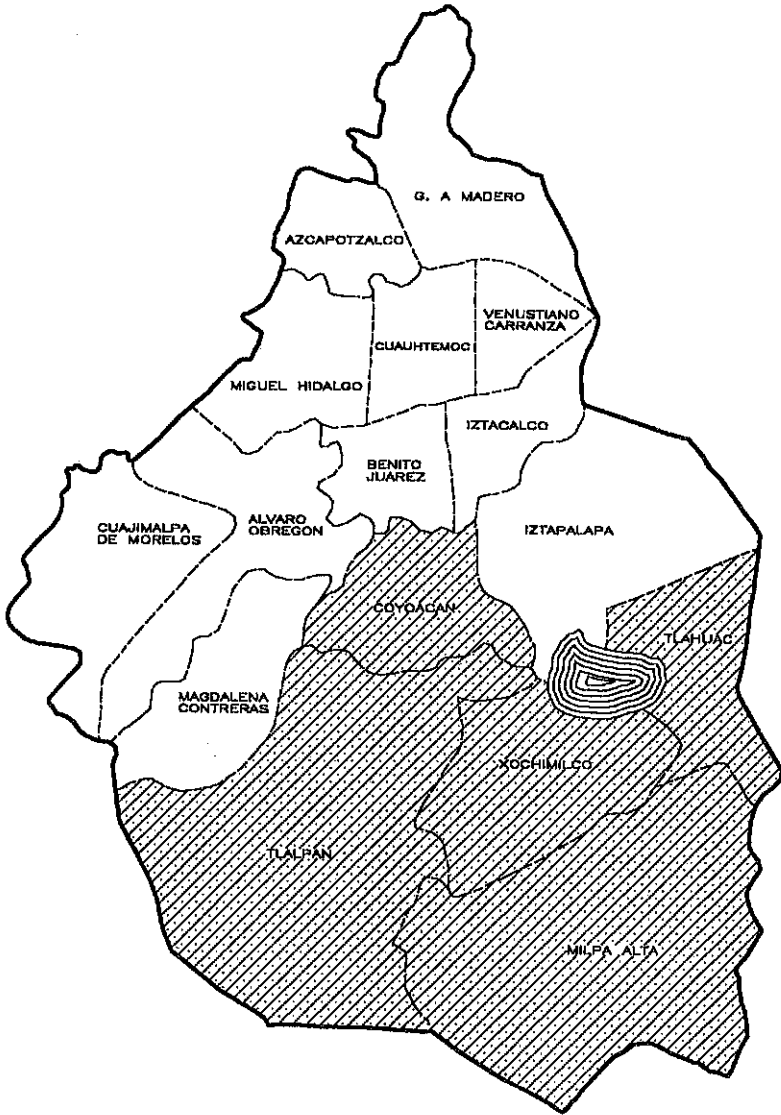 G. A MADERO
AZCAPOTZALCO
VENUSTIANO
CARRANZA
CUAUHTEMOC
MIGUEL HIDALGO
IZTACALCO
BENITO
JUAREZ
CUAJIMALPA
DE MORELOS
ALVARO
OBREGON
IZTAPALAPA
COYOACAN
TLAHUAC
MAGDALENA
CONTRERAS
XOCHIMILCO
TLALPAN
MILPA ALTA